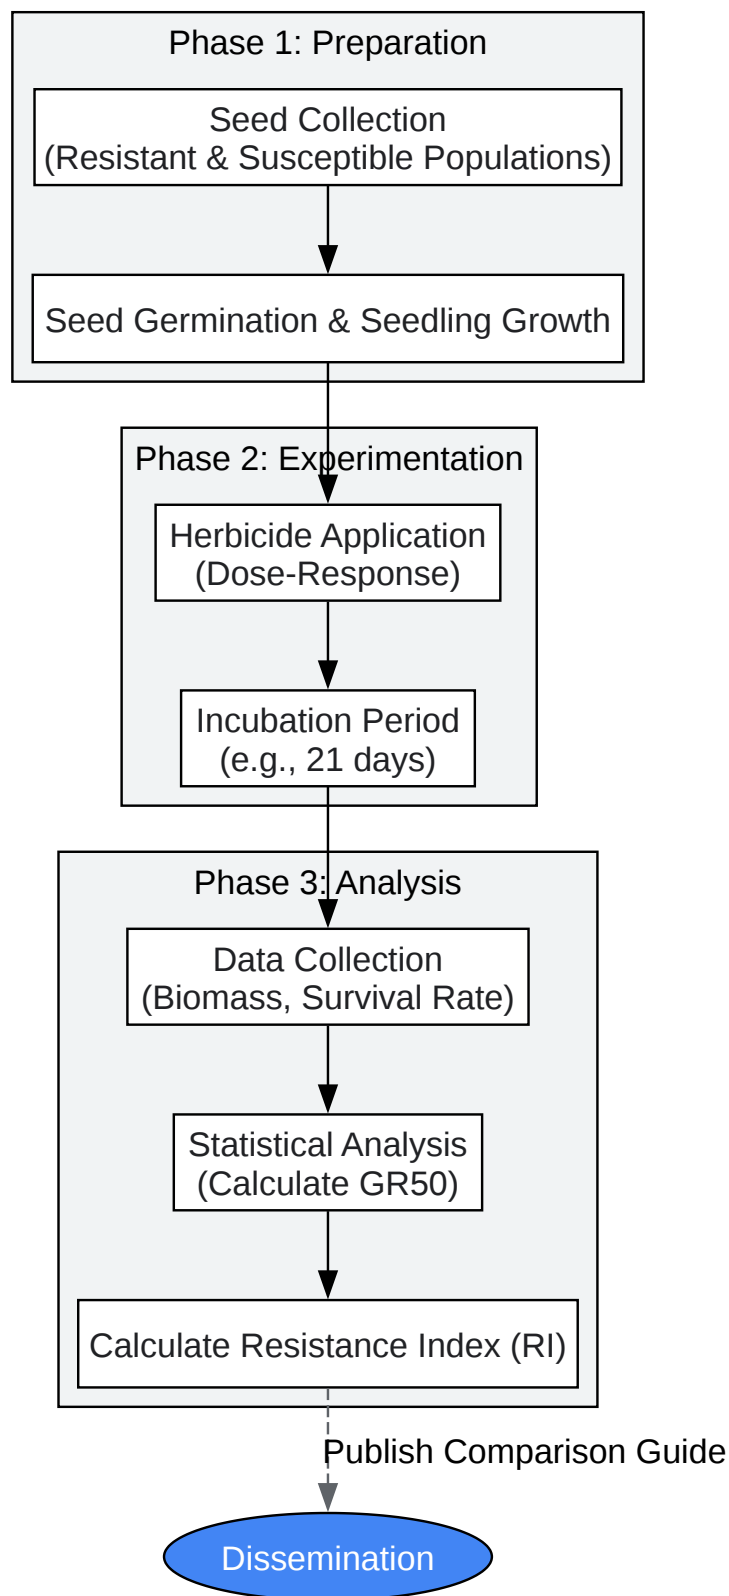 Phase 1: Preparation
Seed Collection
(Resistant & Susceptible Populations)
Seed Germination & Seedling Growth
Phase 2: Experimentation
Herbicide Application
(Dose-Response)
Incubation Period
(e.g., 21 days)
Phase 3: Analysis
Data Collection
(Biomass, Survival Rate)
Statistical Analysis
(Calculate GR50)
Calculate Resistance Index (RI)
Publish Comparison Guide
Dissemination